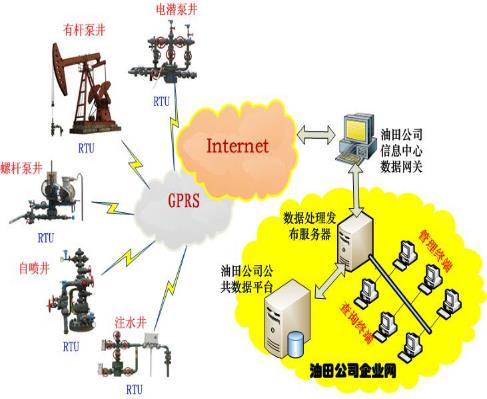 电潜泵井
有杆泵井
RTU
RTU
螺杆泵井
RTU
自喷井
RTU
注水井
RTU
GPRS
Internet
油田公司
信息中心
数据网关
数据处理发
布服务器
油田公司公
共数据平台
管理终端
查询终端
油田公司企业网